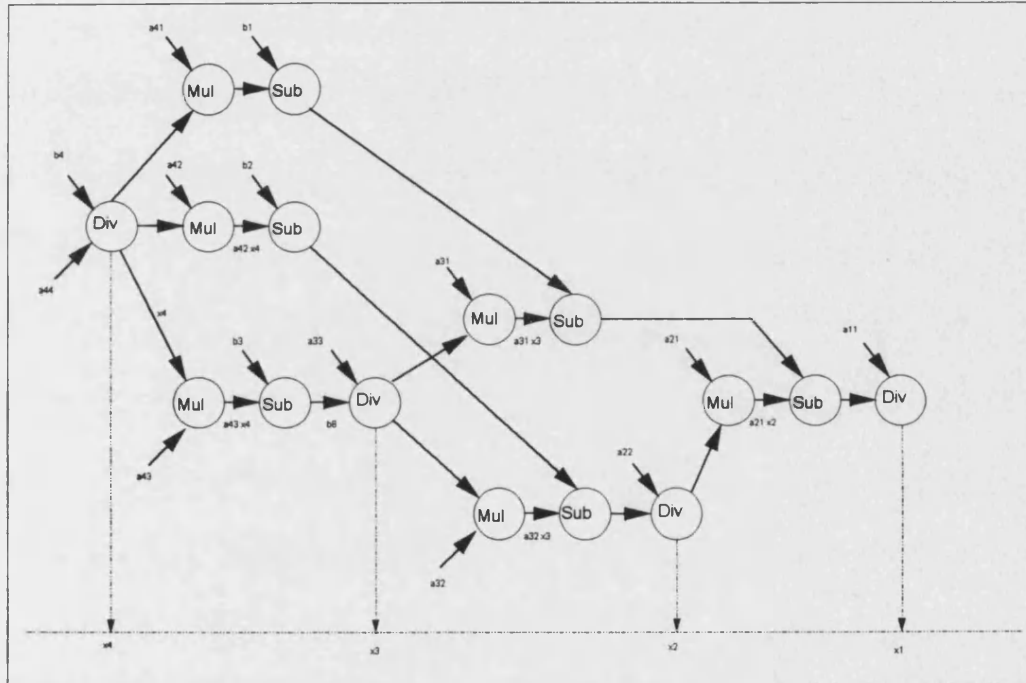 a41
b1
Mul
Sub
b4
a42
b2
Div
Mul
Sub
a42 x4
a44
a31
x4
Mul
Sub
a31 x3
b3
a33
a21
a11
Mul
Sub
Div
Mul
Sub
Div
a43 x4
b6
a21 x2
a43
a22
Mul
Sub
Div
a32 x3
a32
x4
x3
x2
x1